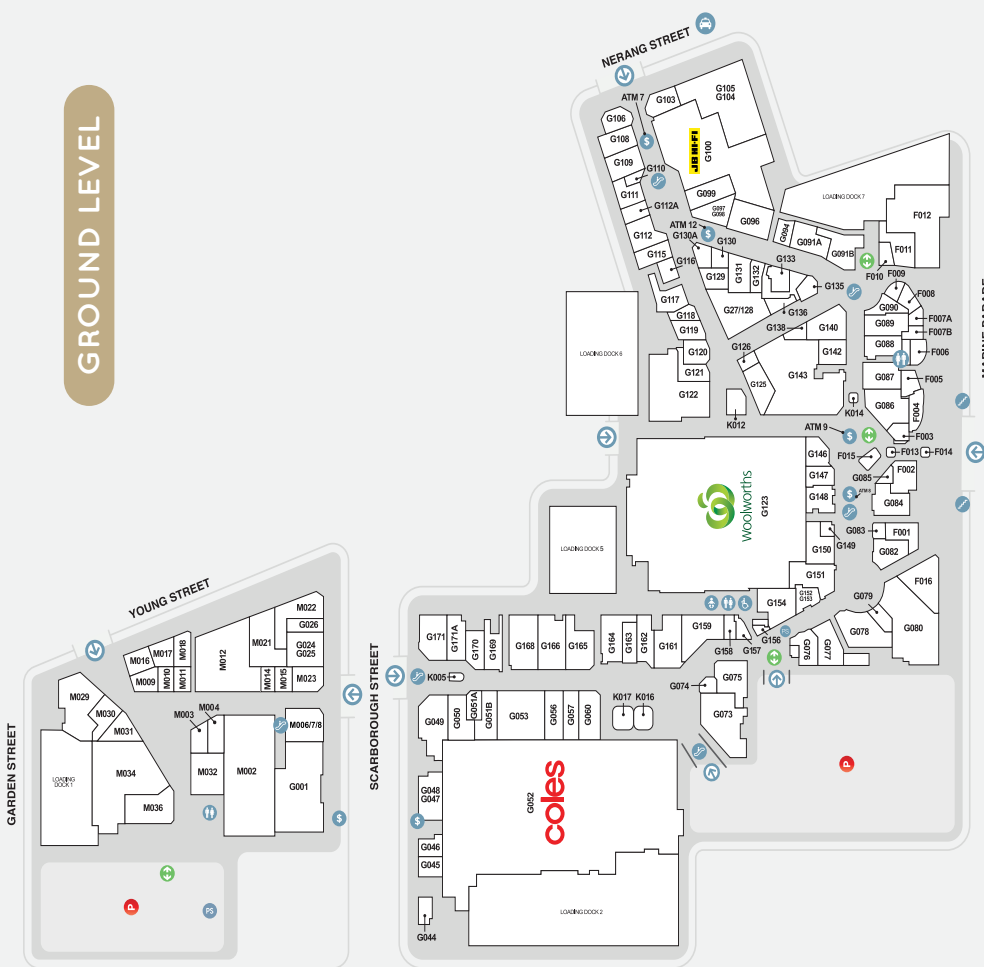 GROUND LEVEL
NERANG STREET
ATM 7
G103
G105
G104
G106
G108
G109
G110
G111
G112A
G112
G115
G116
JB HI-FI
G100
G099
G097
G098
G096
ATM 12
G130A
G130
G129
G131
G132
G133
G135
G136
G27/128
G117
G118
G119
G120
G121
G122
G126
G125
G138
G140
G142
G143
K012
K014
LOADING DOCK 7
G094
G091A
G091B
F012
F011
F010
F009
F008
G090
G089
F007A
F007B
G088
F006
G087
F005
G086
F004
F003
ATM 9
F015
F013
F014
F002
G085
ATM 8
G084
G083
F001
G082
LOADING DOCK 6
LOADING DOCK 5
Woolworths
G123
G146
G147
G148
G149
G150
G151
G152
G153
G154
G156
PS
G157
G158
G159
G161
G162
G163
G164
G165
G166
G168
G169
G170
G171A
G171
F016
G079
G080
G078
G077
G076
G075
G074
G073
K005
K017
K016
G049
G050
G051A
G051B
G053
G056
G057
G060
G052
coles
G048
G047
G046
G045
G044
LOADING DOCK 2
P
SCARBOROUGH STREET
YOUNG STREET
GARDEN STREET
M022
G026
M021
G024
G025
M023
M012
M014
M015
M016
M017
M018
M009
M010
M011
M029
M030
M031
M003
M004
M006/7/8
M034
M032
M002
G001
M036
LOADING
DOCK 1
P
PS